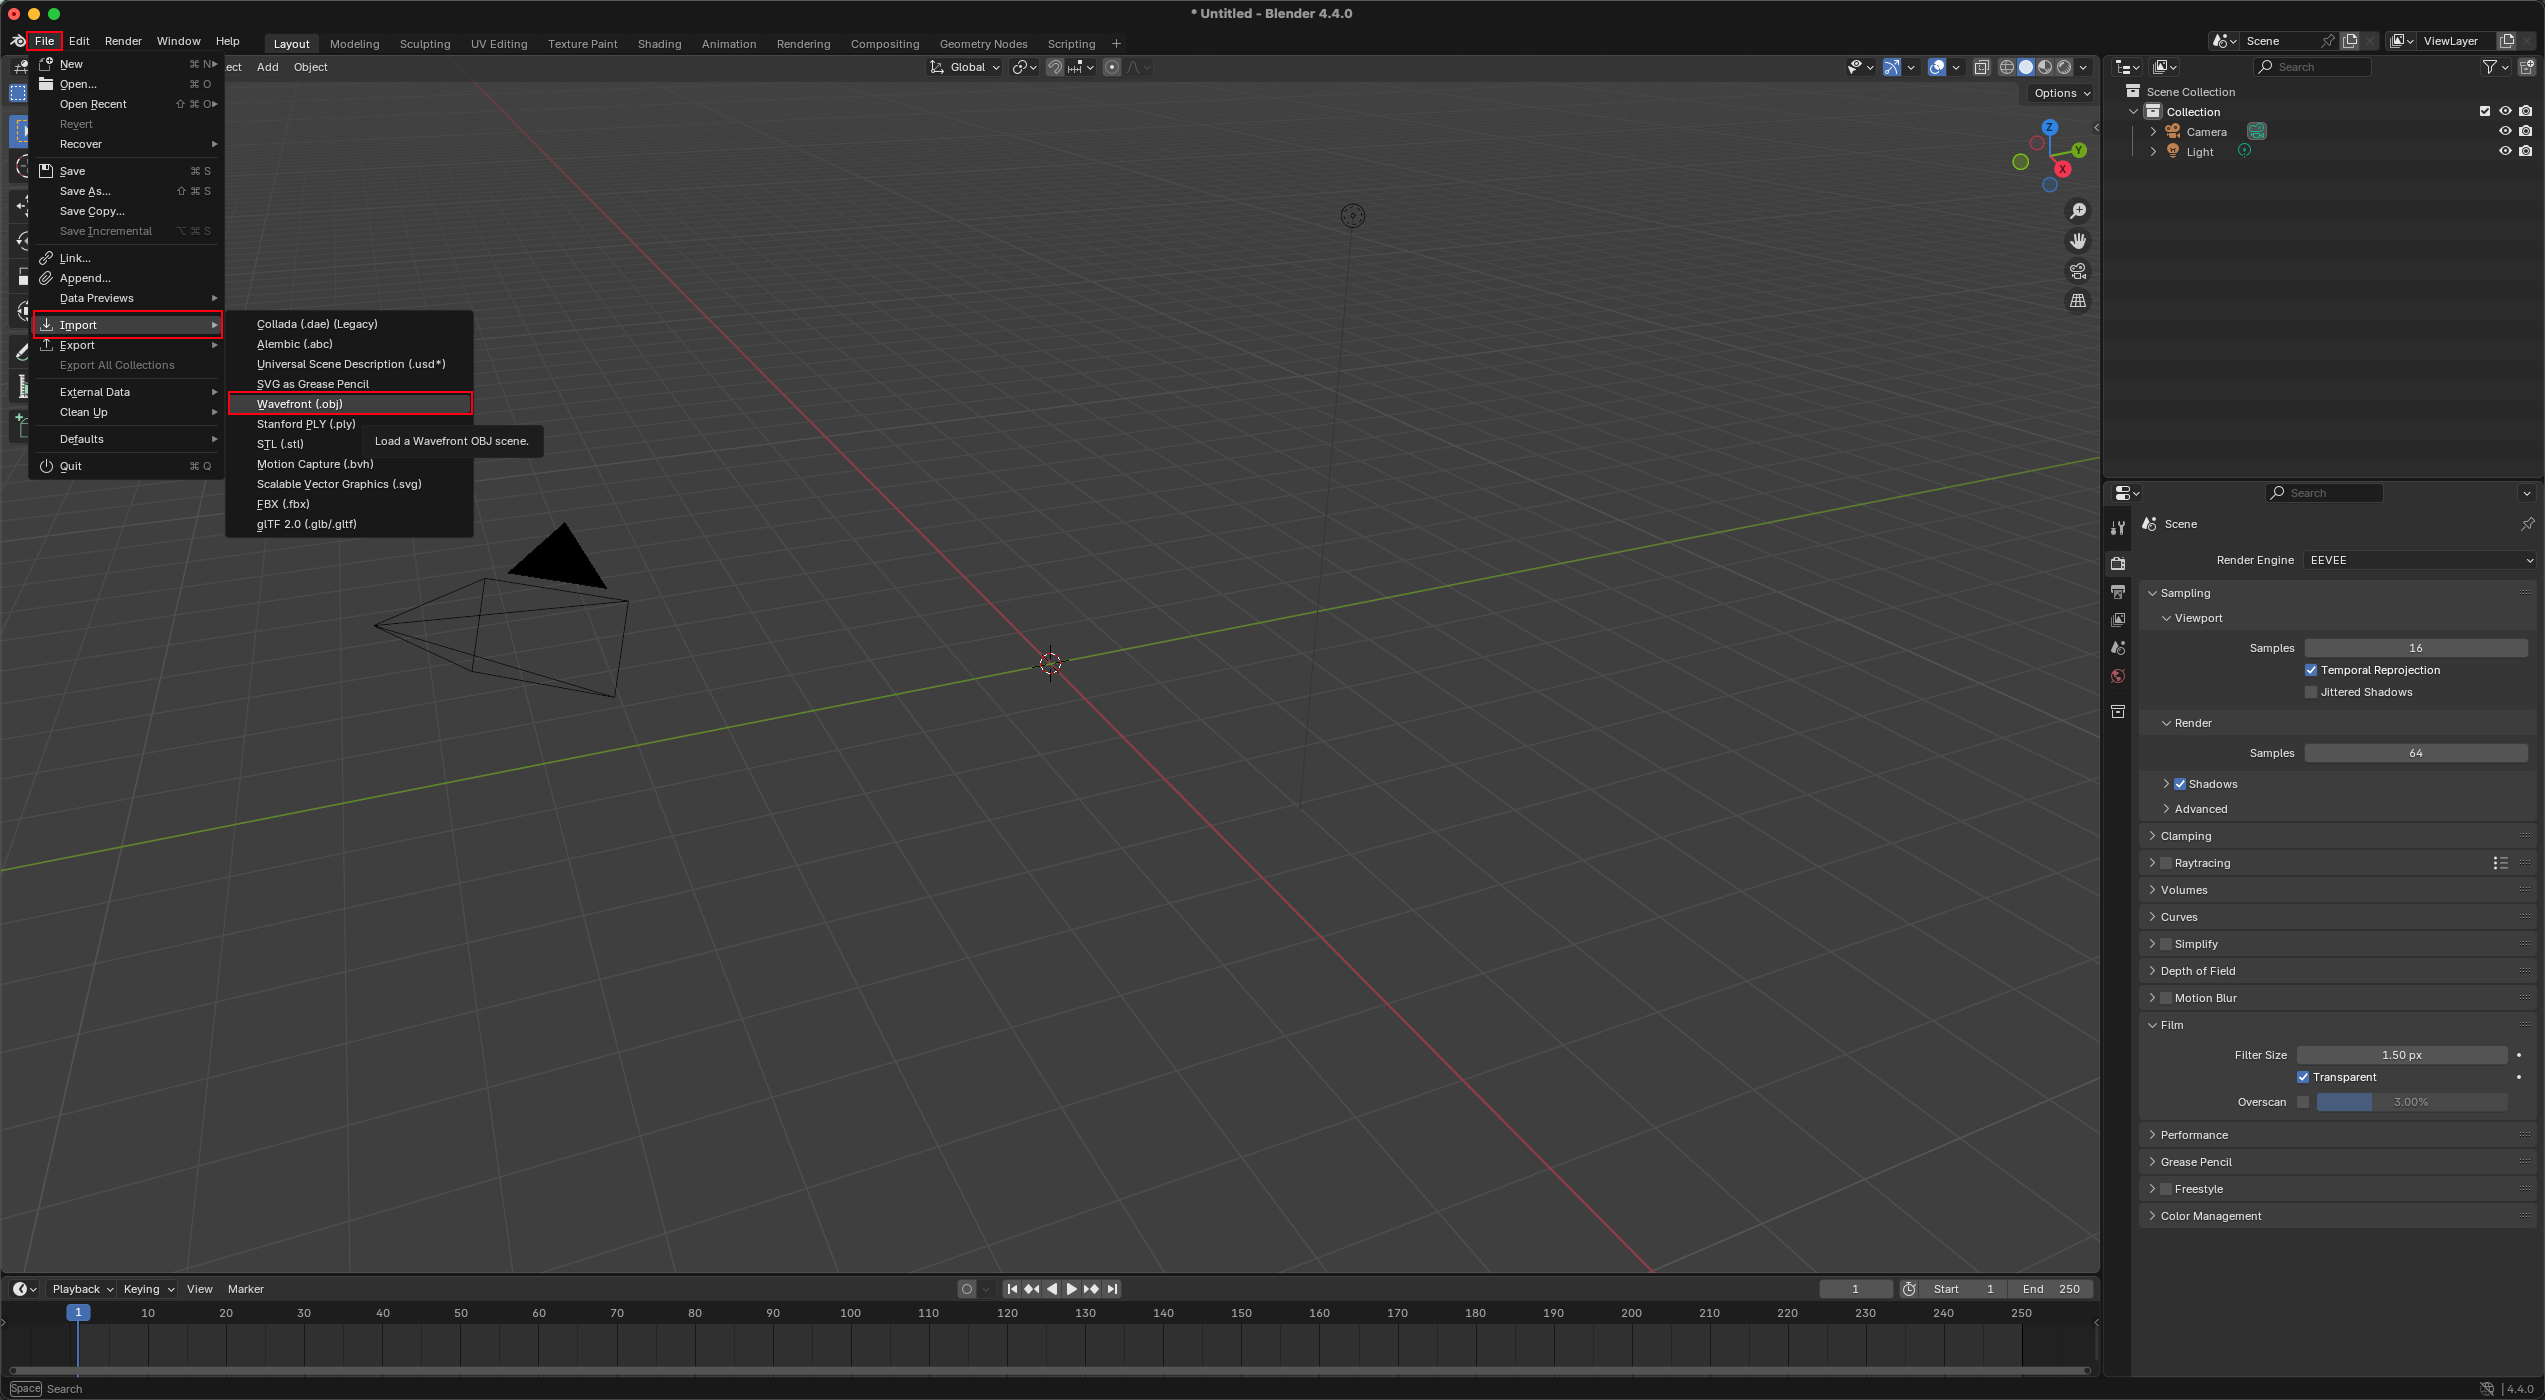 * Untitled - Blender 4.4.0
File Edit Render Window Help
Layout Modeling Sculpting UV Editing Texture Paint Shading Animation Rendering Compositing Geometry Nodes Scripting +
Scene
ViewLayer
New ⌘ N
Open... ⌘ O
Open Recent ⇧ ⌘ O
Revert
Recover
Save ⌘ S
Save As... ⇧ ⌘ S
Save Copy...
Save Incremental ⌥ ⌘ S
Link...
Append...
Data Previews
Import
Export
Export All Collections
External Data
Clean Up
Defaults
Quit ⌘ Q
Collada (.dae) (Legacy)
Alembic (.abc)
Universal Scene Description (.usd*)
SVG as Grease Pencil
Wavefront (.obj)
Stanford PLY (.ply)
STL (.stl)
Motion Capture (.bvh)
Scalable Vector Graphics (.svg)
FBX (.fbx)
glTF 2.0 (.glb/.gltf)
Load a Wavefront OBJ scene.
ect Add Object
Global
Options
Z
Y
X
Search
Scene Collection
Collection
Camera
Light
Search
Scene
Render Engine EEVEE
Sampling
Viewport
Samples 16
Temporal Reprojection
Jittered Shadows
Render
Samples 64
Shadows
Advanced
Clamping
Raytracing
Volumes
Curves
Simplify
Depth of Field
Motion Blur
Film
Filter Size 1.50 px
Transparent
Overscan 3.00%
Performance
Grease Pencil
Freestyle
Color Management
Playback Keying View Marker
1 Start 1 End 250
1 10 20 30 40 50 60 70 80 90 100 110 120 130 140 150 160 170 180 190 200 210 220 230 240 250
Space Search
4.4.0